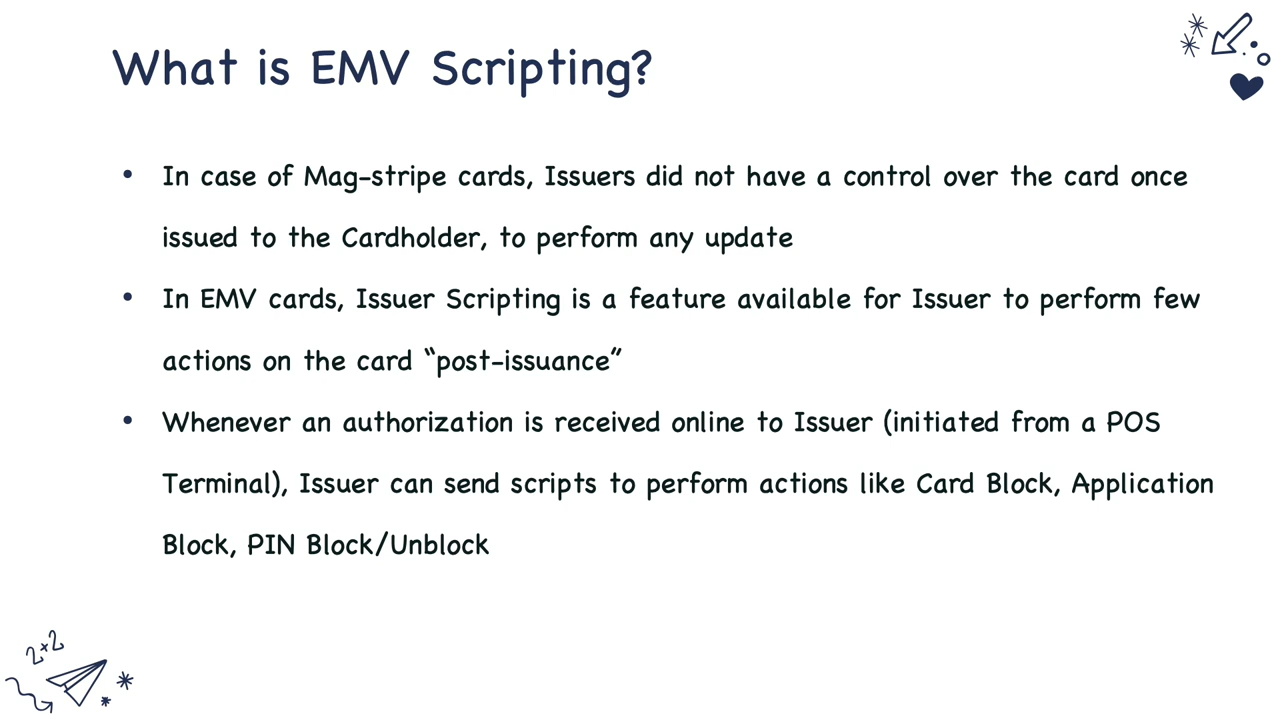 What is EMV Scripting?
• In case of Mag-stripe cards, Issuers did not have a control over the card once
issued to the Cardholder, to perform any update
• In EMV cards, Issuer Scripting is a feature available for Issuer to perform few
actions on the card “post-issuance”
• Whenever an authorization is received online to Issuer (initiated from a POS
Terminal), Issuer can send scripts to perform actions like Card Block, Application
Block, PIN Block/Unblock
2+2